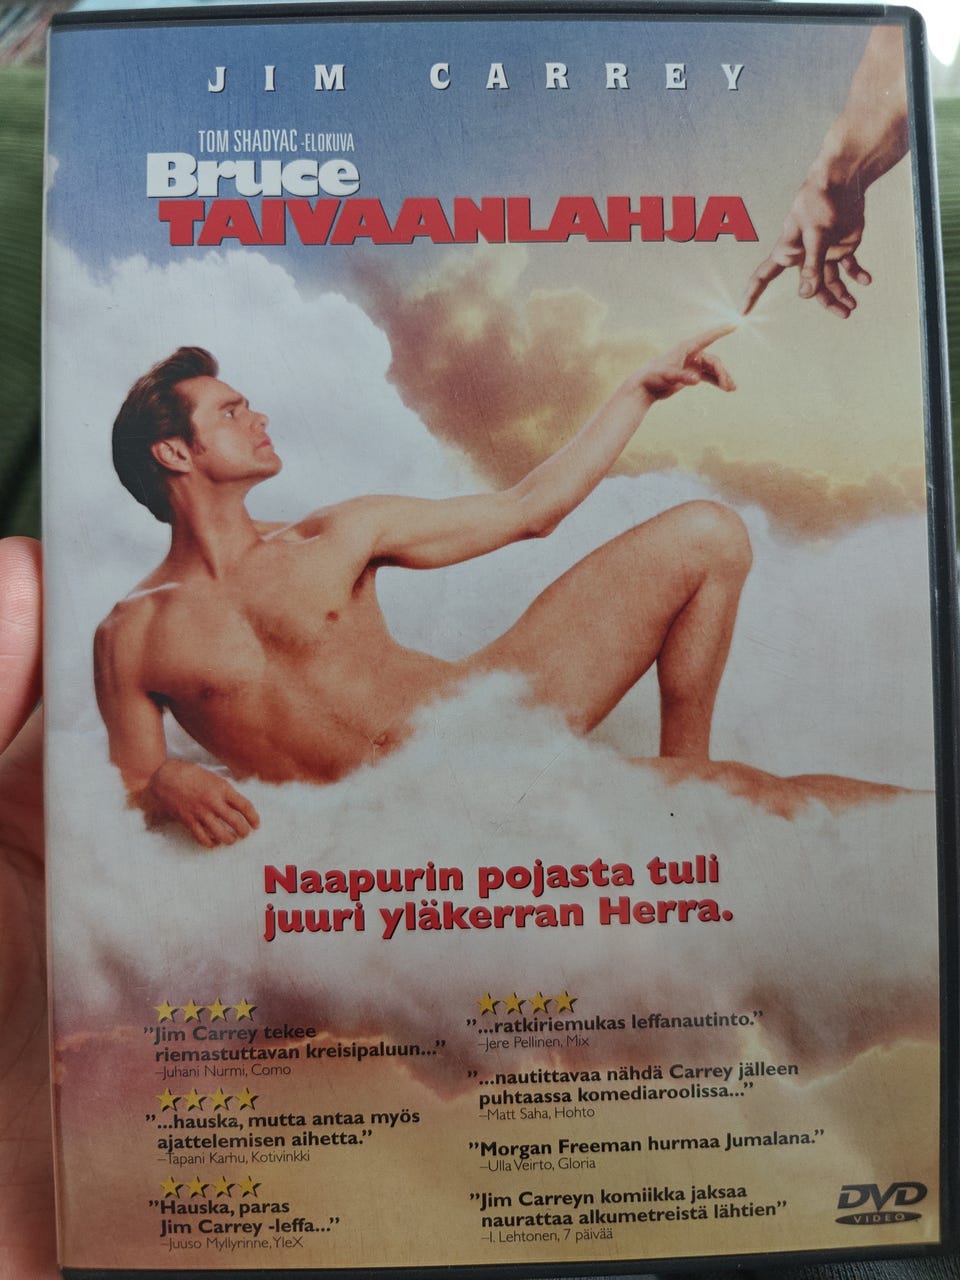 JIM CARREY
TOM SHADYAC -ELOKUVA
Bruce
TAIVAANLAHJA
Naapurin pojasta tuli
juuri yläkerran Herra.
”Jim Carrey tekee
riemastuttavan kreisipaluun...”
–Juhani Nurmi, Como
”...hauska, mutta antaa myös
ajattelemisen aihetta.”
–Tapani Karhu, Kotivinkki
”Hauska, paras
Jim Carrey -leffa...”
–Juuso Myllyrinne, YleX
”...ratkiriemukas leffanautinto.”
–Jere Pellinen, Mix
”...nautittavaa nähdä Carrey jälleen
puhtaassa komediaroolissa...”
–Matt Saha, Hohto
”Morgan Freeman hurmaa Jumalana.”
–Ulla Veirto, Gloria
”Jim Carreyn komiikka jaksaa
naurattaa alkumetreistä lähtien”
–I. Lehtonen, 7 päivää
DVD
VIDEO